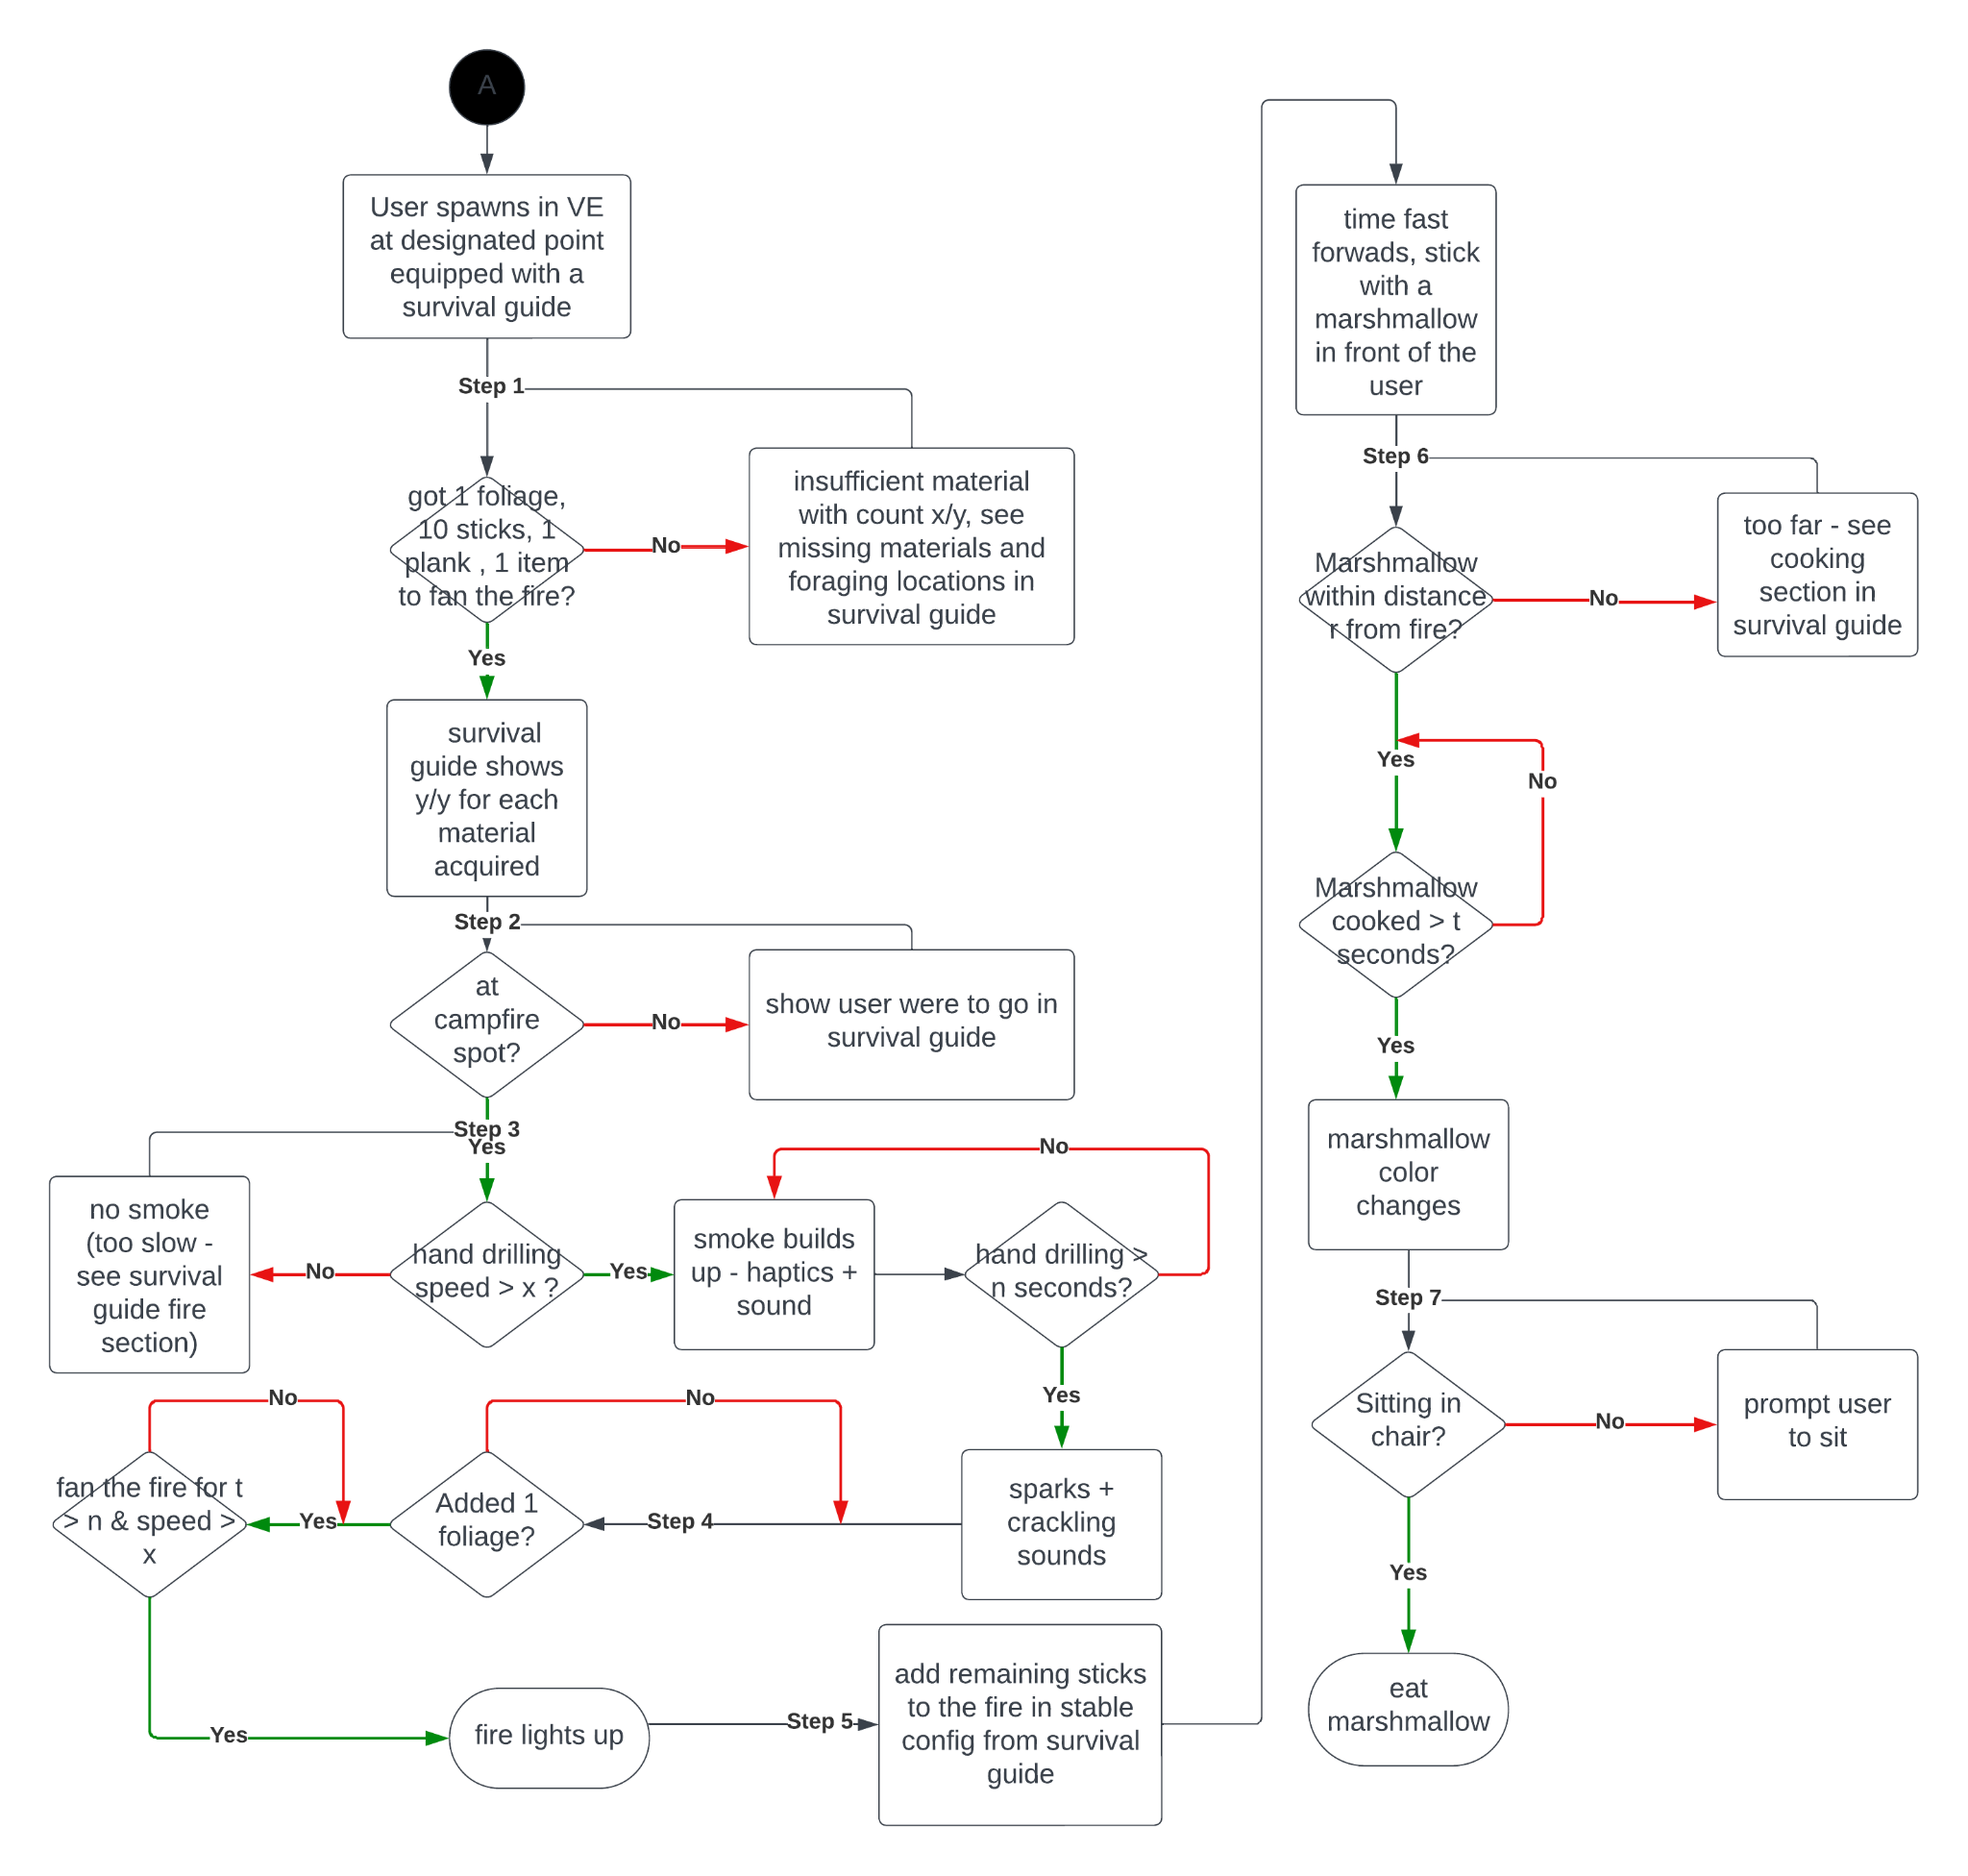 A
User spawns in VE
at designated point
equipped with a
survival guide
Step 1
got 1 foliage,
10 sticks, 1
plank , 1 item
to fan the fire?
No
insufficient material
with count x/y, see
missing materials and
foraging locations in
survival guide
Yes
survival
guide shows
y/y for each
material
acquired
Step 2
at
campfire
spot?
No
show user were to go in
survival guide
Step 3
Yes
no smoke
(too slow -
see survival
guide fire
section)
No
hand drilling
speed > x ?
Yes
smoke builds
up - haptics +
sound
No
hand drilling >
n seconds?
Yes
sparks +
crackling
sounds
Step 4
No
Added 1
foliage?
Yes
No
fan the fire for t
> n & speed >
x
Yes
fire lights up
Step 5
add remaining sticks
to the fire in stable
config from survival
guide
time fast
forwads, stick
with a
marshmallow
in front of the
user
Step 6
Marshmallow
within distance
r from fire?
No
too far - see
cooking
section in
survival guide
Yes
No
Marshmallow
cooked > t
seconds?
Yes
marshmallow
color
changes
Step 7
Sitting in
chair?
No
prompt user
to sit
Yes
eat
marshmallow